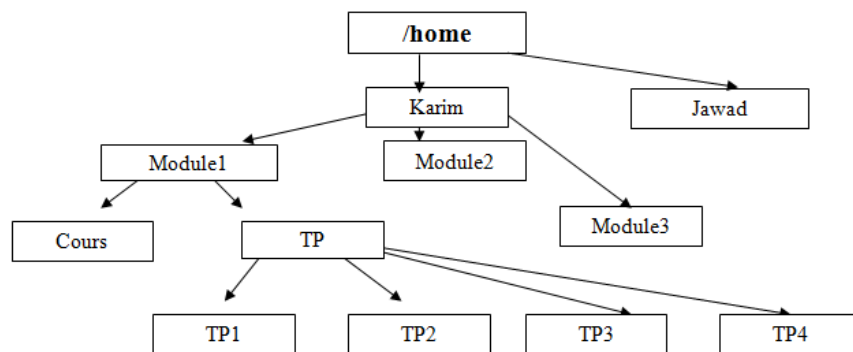 /home
Karim
Jawad
Module1
Module2
Module3
Cours
TP
TP1
TP2
TP3
TP4